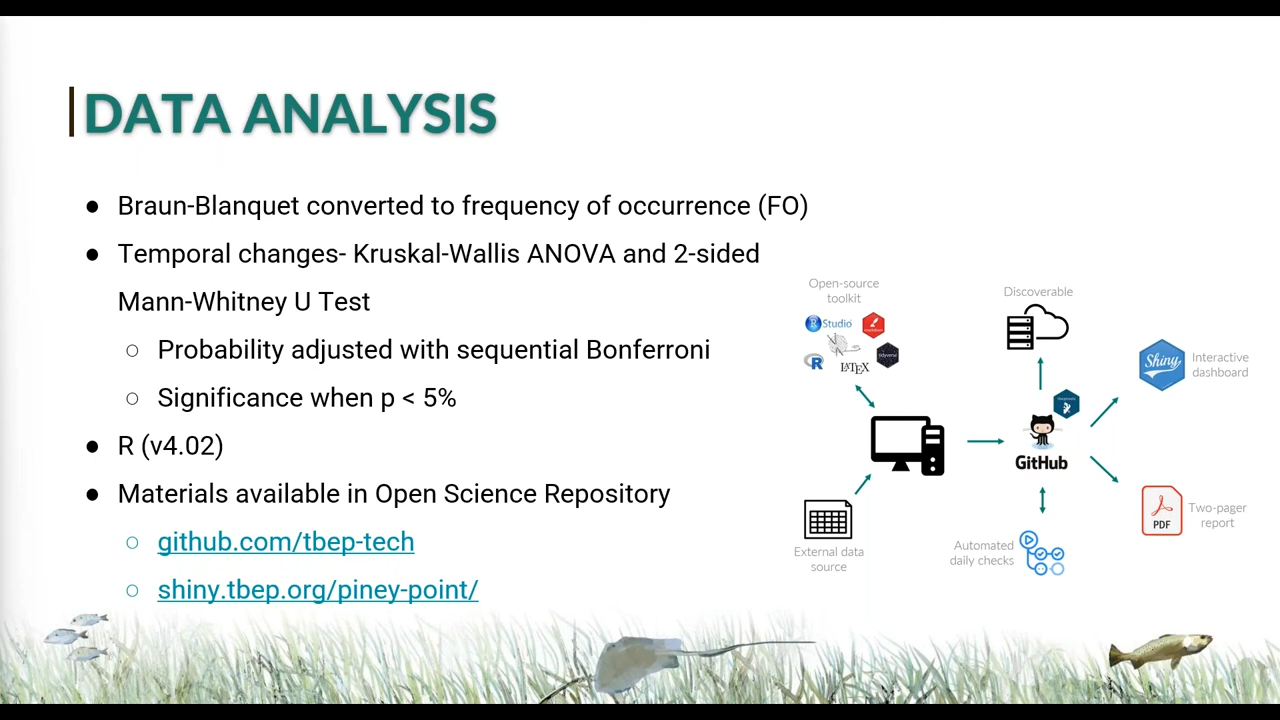 DATA ANALYSIS
● Braun-Blanquet converted to frequency of occurrence (FO)
● Temporal changes- Kruskal-Wallis ANOVA and 2-sided
Mann-Whitney U Test
○ Probability adjusted with sequential Bonferroni
○ Significance when p < 5%
● R (v4.02)
● Materials available in Open Science Repository
○ github.com/tbep-tech
○ shiny.tbep.org/piney-point/
Open-source
toolkit
R Studio
R
LATEX
tidyverse
External data
source
Discoverable
GitHub
Automated
daily checks
Shiny
Interactive
dashboard
PDF
Two-pager
report